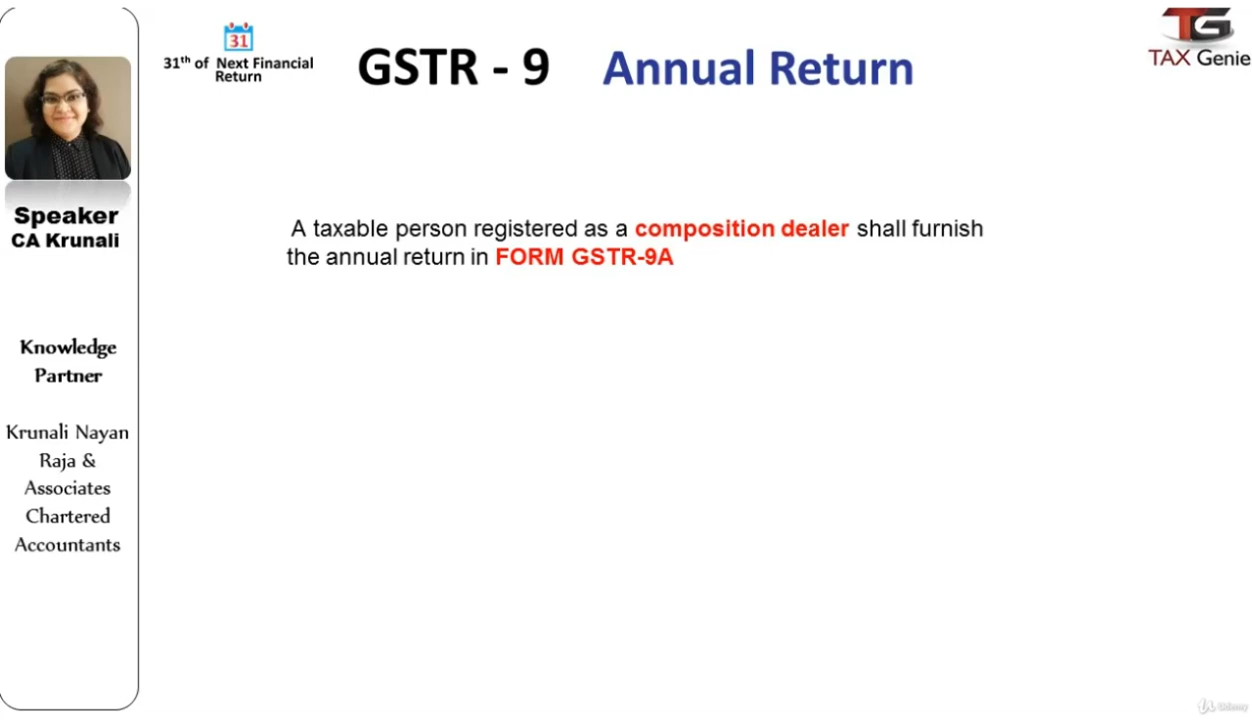 31
31th of Next Financial
Return
GSTR - 9 Annual Return
TG
TAX Genie
Speaker
CA Krunali
Knowledge
Partner
Krunali Nayan
Raja &
Associates
Chartered
Accountants
A taxable person registered as a composition dealer shall furnish
the annual return in FORM GSTR-9A
Udemy